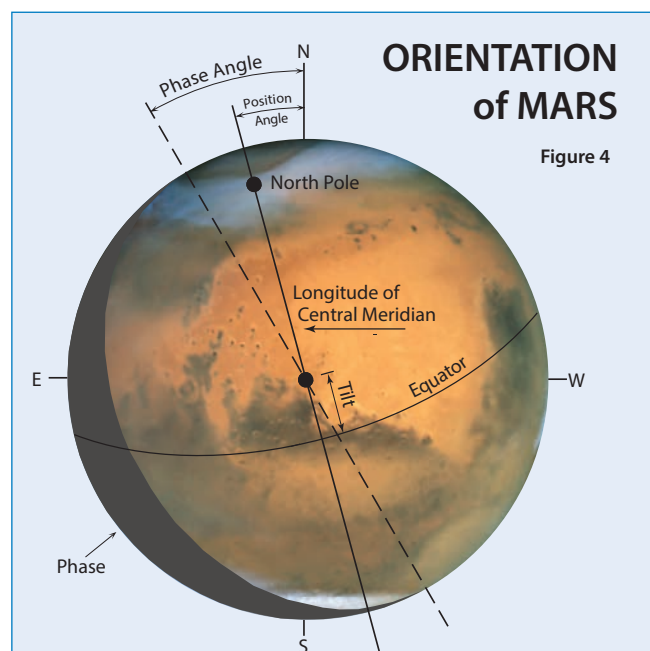 ORIENTATION
of MARS
Figure 4
N
Phase Angle
Position
Angle
North Pole
Longitude of
Central Meridian
E
W
Tilt
Equator
Phase
S